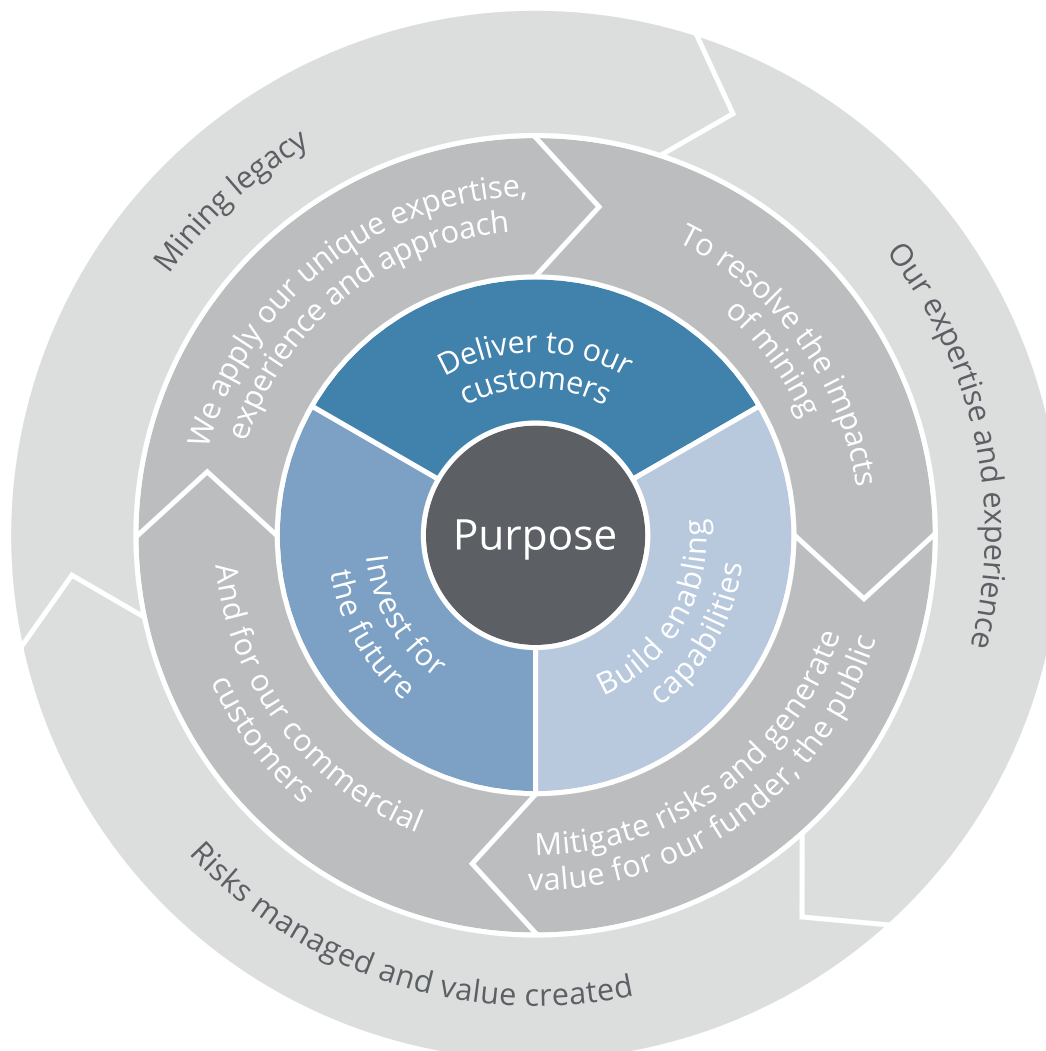 Mining legacy
Our expertise and experience
Risks managed and value created
We apply our unique expertise,
experience and approach
To resolve the impacts
of mining
Mitigate risks and generate
value for our funder, the public
And for our commercial
customers
Deliver to our
customers
Build enabling
capabilities
Invest for
the future
Purpose